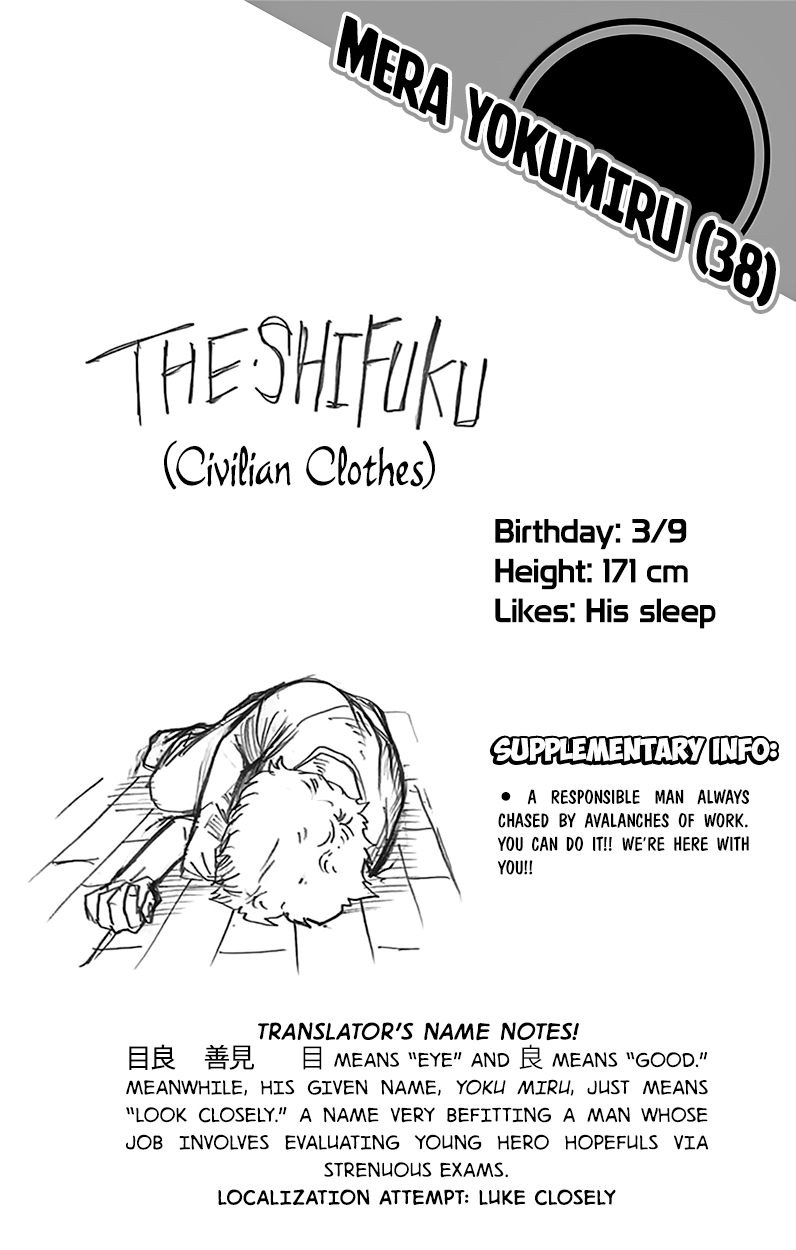 MERA YOKUMIRU (38)
THE·SHIFUKU
(Civilian Clothes)
Birthday: 3/9
Height: 171 cm
Likes: His sleep
SUPPLEMENTARY INFO:
• A RESPONSIBLE MAN ALWAYS
CHASED BY AVALANCHES OF WORK.
YOU CAN DO IT!! WE'RE HERE WITH
YOU!!
TRANSLATOR'S NAME NOTES!
目良 善見 目 MEANS "EYE" AND 良 MEANS "GOOD."
MEANWHILE, HIS GIVEN NAME, YOKU MIRU, JUST MEANS
"LOOK CLOSELY." A NAME VERY BEFITTING A MAN WHOSE
JOB INVOLVES EVALUATING YOUNG HERO HOPEFULS VIA
STRENUOUS EXAMS.
LOCALIZATION ATTEMPT: LUKE CLOSELY